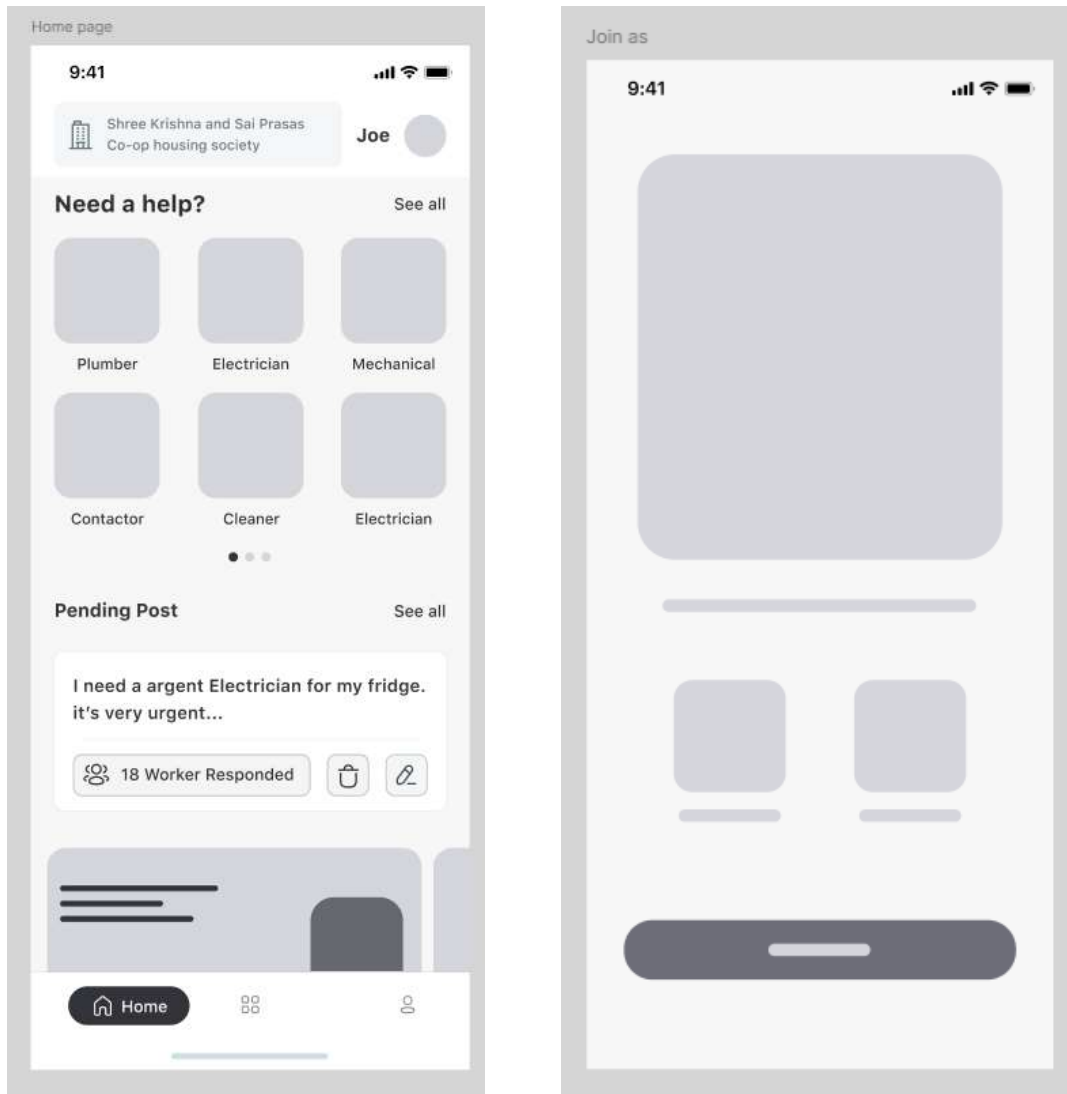 Home page
9:41
Shree Krishna and Sai Prasas
Co-op housing society
Joe
Need a help?
See all
Plumber
Electrician
Mechanical
Contactor
Cleaner
Electrician
Pending Post
See all
I need a argent Electrician for my fridge.
it's very urgent...
18 Worker Responded
Home
Join as
9:41